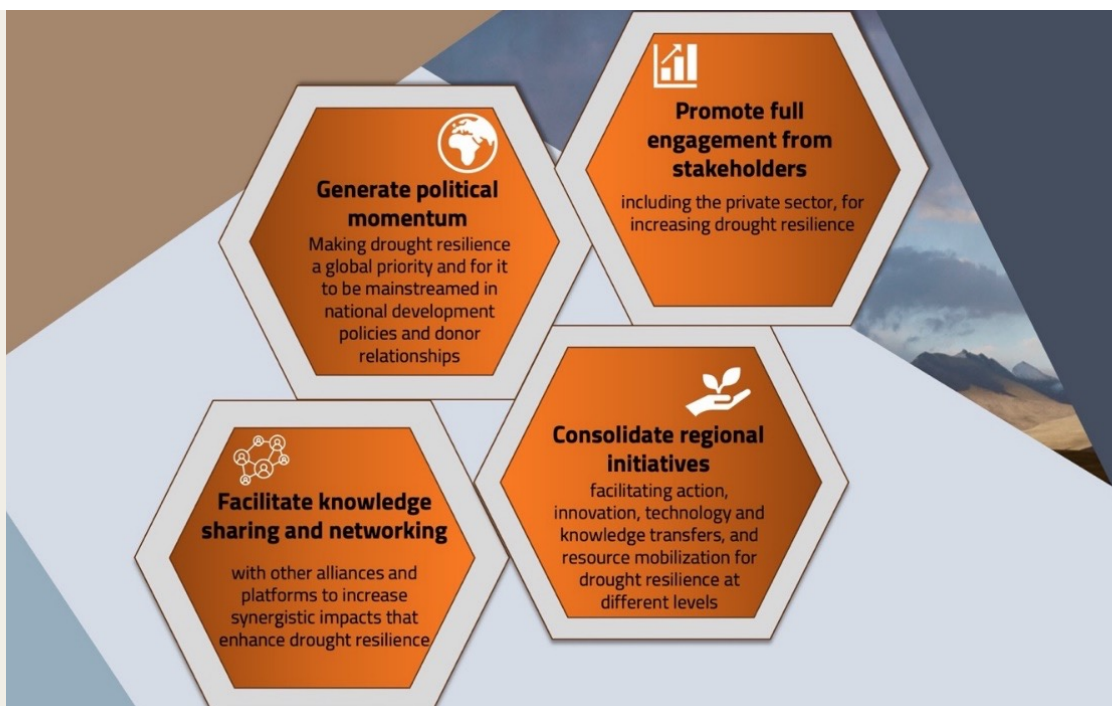 Generate political
momentum
Making drought resilience
a global priority and for it
to be mainstreamed in
national development
policies and donor
relationships
Promote full
engagement from
stakeholders
including the private sector, for
increasing drought resilience
Facilitate knowledge
sharing and networking
with other alliances and
platforms to increase
synergistic impacts that
enhance drought resilience
Consolidate regional
initiatives
facilitating action,
innovation, technology and
knowledge transfers, and
resource mobilization for
drought resilience at
different levels